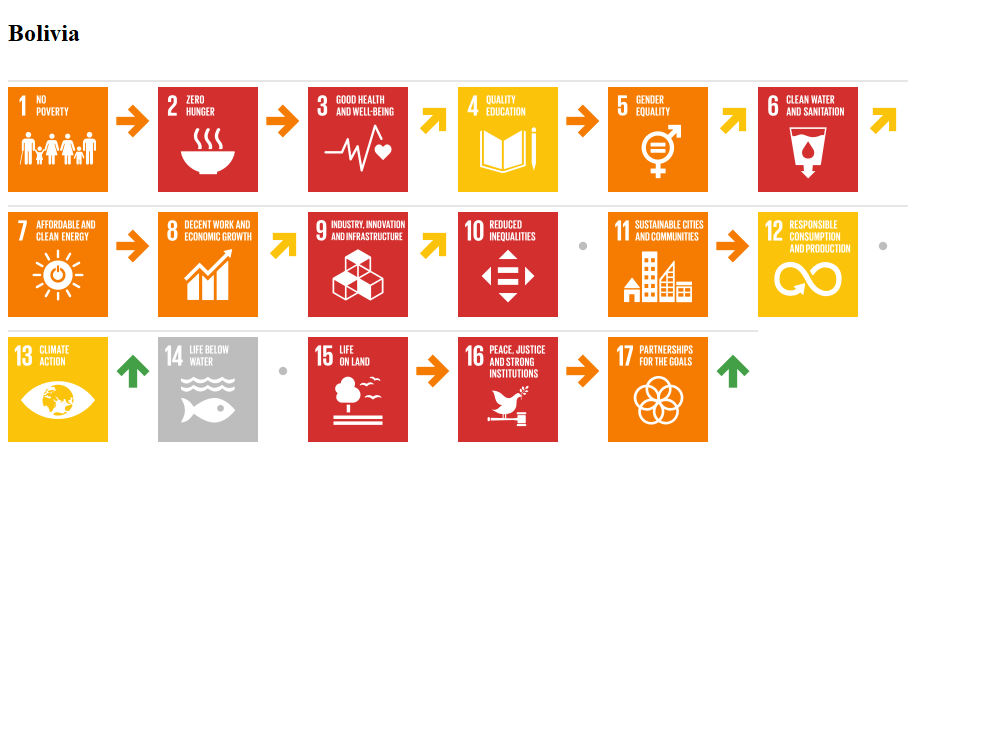 Bolivia
1 NO
POVERTY
2 ZERO
HUNGER
3 GOOD HEALTH
AND WELL-BEING
4 QUALITY
EDUCATION
5 GENDER
EQUALITY
6 CLEAN WATER
AND SANITATION
7 AFFORDABLE AND
CLEAN ENERGY
8 DECENT WORK AND
ECONOMIC GROWTH
9 INDUSTRY, INNOVATION
AND INFRASTRUCTURE
10 REDUCED
INEQUALITIES
11 SUSTAINABLE CITIES
AND COMMUNITIES
12 RESPONSIBLE
CONSUMPTION
AND PRODUCTION
13 CLIMATE
ACTION
14 LIFE BELOW
WATER
15 LIFE
ON LAND
16 PEACE, JUSTICE
AND STRONG
INSTITUTIONS
17 PARTNERSHIPS
FOR THE GOALS